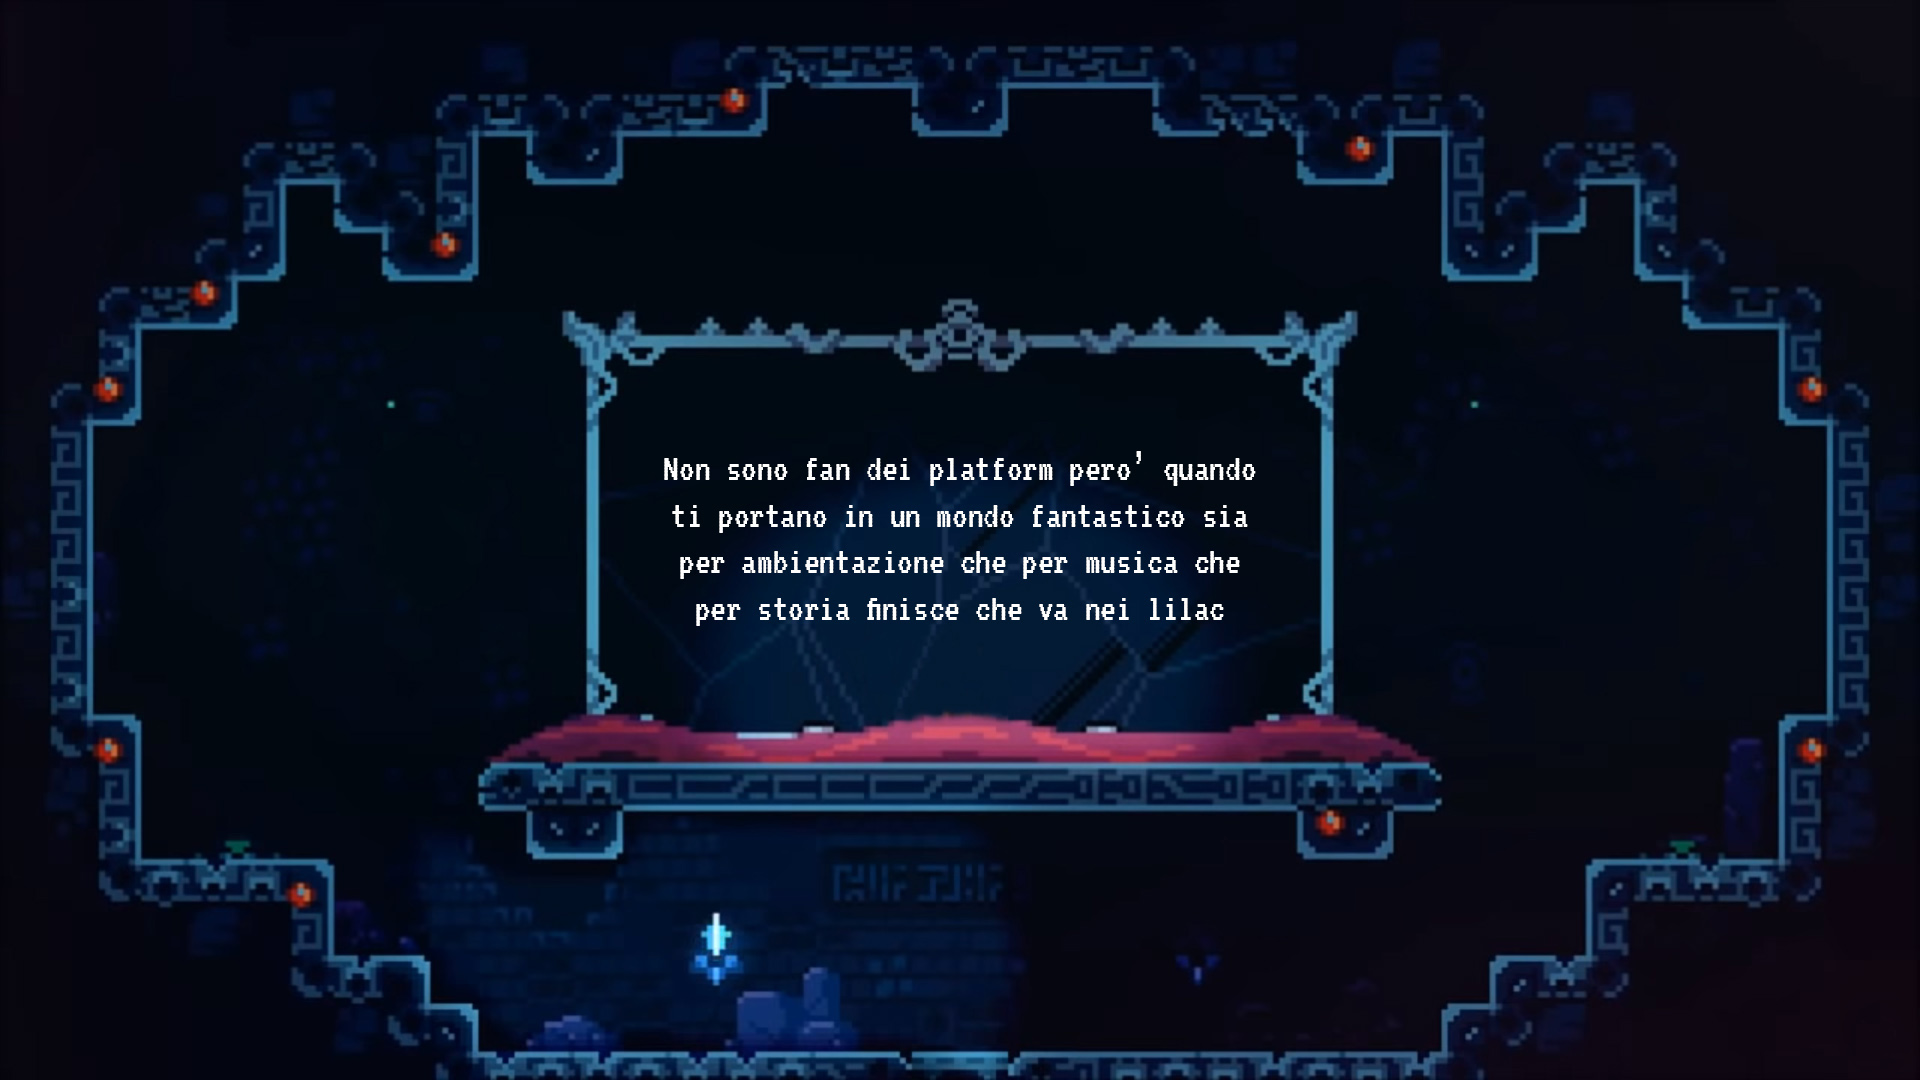 Non sono fan dei platform pero' quando
ti portano in un mondo fantastico sia
per ambientazione che per musica che
per storia finisce che va nei lilac